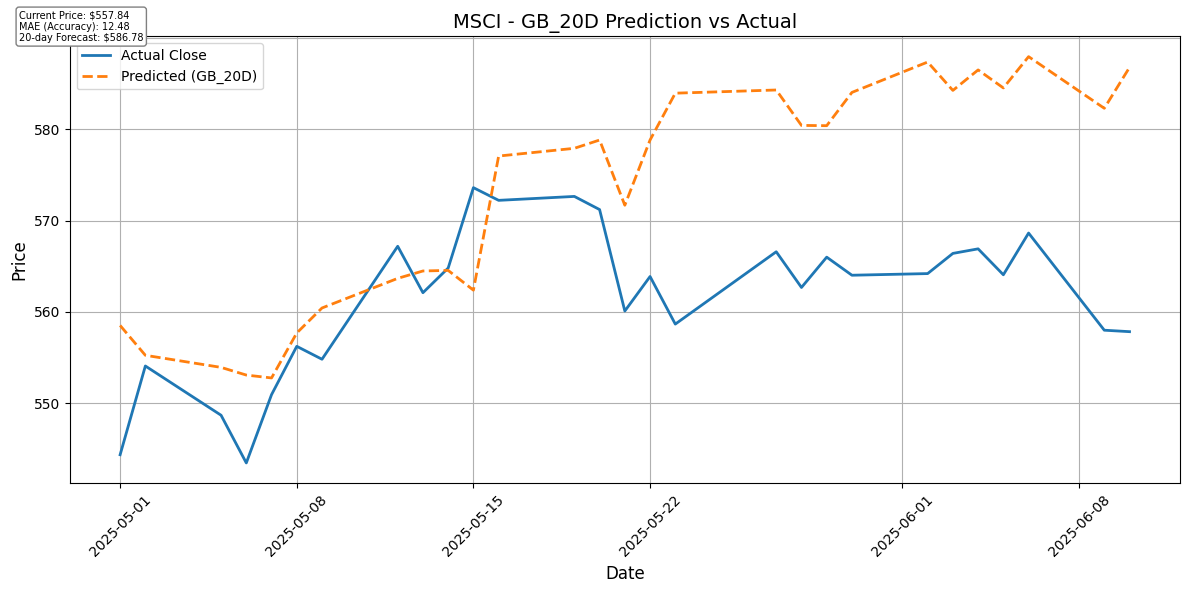 MSCI - GB_20D Prediction vs Actual
Current Price: $557.84
MAE (Accuracy): 12.48
20-day Forecast: $586.78
Actual Close
Predicted (GB_20D)
Price
580
570
560
550
2025-05-01
2025-05-08
2025-05-15
2025-05-22
2025-06-01
2025-06-08
Date